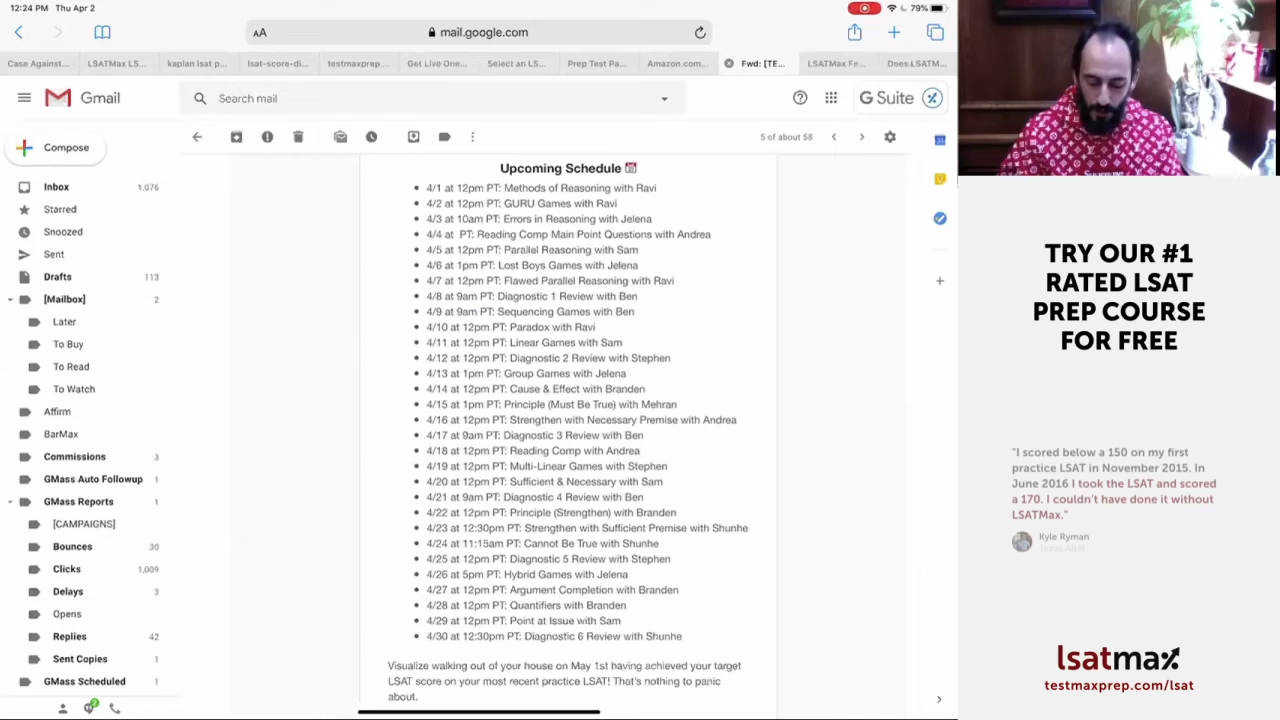 12:24 PM Thu Apr 2
79%
AA
mail.google.com
Case Against...
LSATMax LS...
kaplan lsat p...
lsat-score-di...
testmaxprep....
Get Live One...
Select an LS...
Prep Test Pa...
Amazon.com...
Fwd: [TE...
LSATMax Fe...
Does LSATM...
Gmail
Search mail
G Suite
Compose
5 of about 58
Inbox 1,076
Starred
Snoozed
Sent
Drafts 113
[Mailbox] 2
Later
To Buy
To Read
To Watch
Affirm
BarMax
Commissions 3
GMass Auto Followup 1
GMass Reports 1
[CAMPAIGNS]
Bounces 30
Clicks 1,009
Delays 3
Opens
Replies 42
Sent Copies 1
GMass Scheduled 1
2
Upcoming Schedule
• 4/1 at 12pm PT: Methods of Reasoning with Ravi
• 4/2 at 12pm PT: GURU Games with Ravi
• 4/3 at 10am PT: Errors in Reasoning with Jelena
• 4/4 at PT: Reading Comp Main Point Questions with Andrea
• 4/5 at 12pm PT: Parallel Reasoning with Sam
• 4/6 at 1pm PT: Lost Boys Games with Jelena
• 4/7 at 12pm PT: Flawed Parallel Reasoning with Ravi
• 4/8 at 9am PT: Diagnostic 1 Review with Ben
• 4/9 at 9am PT: Sequencing Games with Ben
• 4/10 at 12pm PT: Paradox with Ravi
• 4/11 at 12pm PT: Linear Games with Sam
• 4/12 at 12pm PT: Diagnostic 2 Review with Stephen
• 4/13 at 1pm PT: Group Games with Jelena
• 4/14 at 12pm PT: Cause & Effect with Branden
• 4/15 at 1pm PT: Principle (Must Be True) with Mehran
• 4/16 at 12pm PT: Strengthen with Necessary Premise with Andrea
• 4/17 at 9am PT: Diagnostic 3 Review with Ben
• 4/18 at 12pm PT: Reading Comp with Andrea
• 4/19 at 12pm PT: Multi-Linear Games with Stephen
• 4/20 at 12pm PT: Sufficient & Necessary with Sam
• 4/21 at 9am PT: Diagnostic 4 Review with Ben
• 4/22 at 12pm PT: Principle (Strengthen) with Branden
• 4/23 at 12:30pm PT: Strengthen with Sufficient Premise with Shunhe
• 4/24 at 11:15am PT: Cannot Be True with Shunhe
• 4/25 at 12pm PT: Diagnostic 5 Review with Stephen
• 4/26 at 5pm PT: Hybrid Games with Jelena
• 4/27 at 12pm PT: Argument Completion with Branden
• 4/28 at 12pm PT: Quantifiers with Branden
• 4/29 at 12pm PT: Point at Issue with Sam
• 4/30 at 12:30pm PT: Diagnostic 6 Review with Shunhe
Visualize walking out of your house on May 1st having achieved your target
LSAT score on your most recent practice LSAT! That's nothing to panic
about.
TRY OUR #1
RATED LSAT
PREP COURSE
FOR FREE
"I scored below a 150 on my first
practice LSAT in November 2015. In
June 2016 I took the LSAT and scored
a 170. I couldn't have done it without
LSATMax."
Kyle Ryman
Texas A&M
lsatmax
testmaxprep.com/lsat